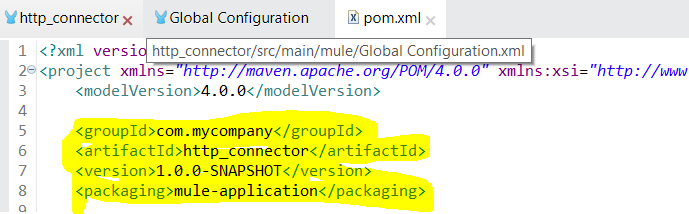 http_connector
Global Configuration
pom.xml
http_connector/src/main/mule/Global Configuration.xml
1 <?xml versio
2 <project xmlns="http://maven.apache.org/POM/4.0.0" xmlns:xsi="http://www
3 <modelVersion>4.0.0</modelVersion>
4
5 <groupId>com.mycompany</groupId>
6 <artifactId>http_connector</artifactId>
7 <version>1.0.0-SNAPSHOT</version>
8 <packaging>mule-application</packaging>
9